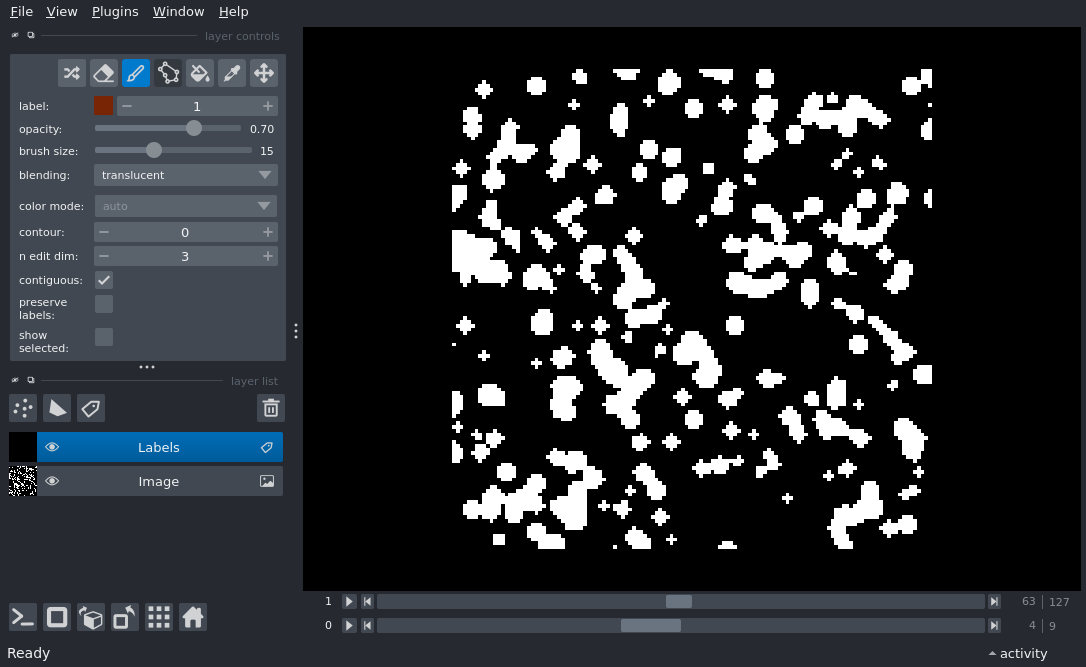 File View Plugins Window Help
layer controls
label: 1
opacity: 0.70
brush size: 15
blending: translucent
color mode: auto
contour: 0
n edit dim: 3
contiguous:
preserve
labels:
show
selected:
layer list
Labels
Image
1 63 127
0 4 9
Ready activity